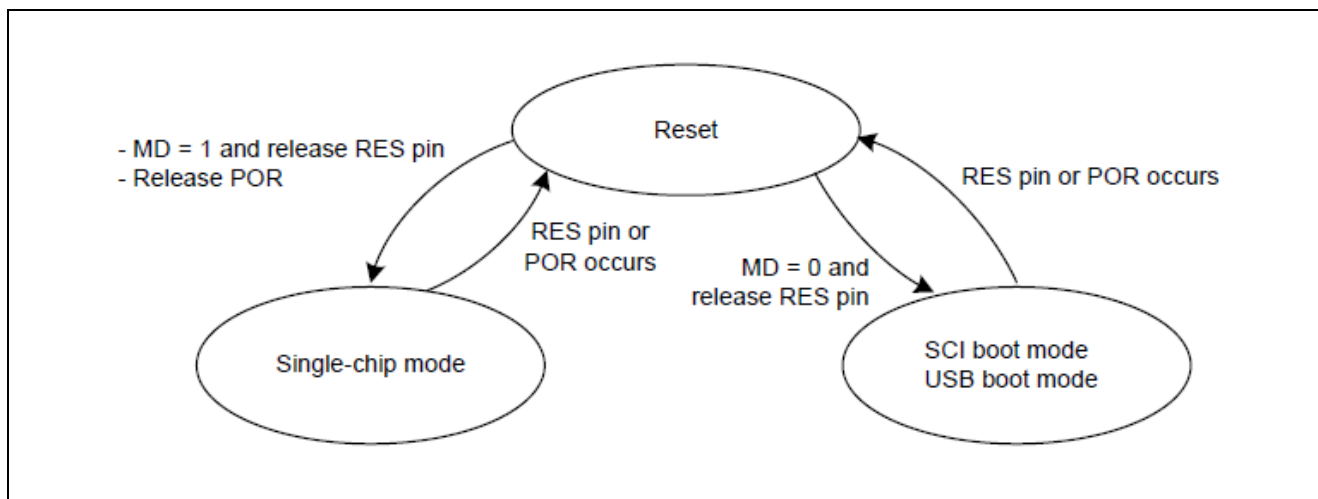 Reset
- MD = 1 and release RES pin
- Release POR
RES pin or POR occurs
RES pin or
POR occurs
MD = 0 and
release RES pin
Single-chip mode
SCI boot mode
USB boot mode